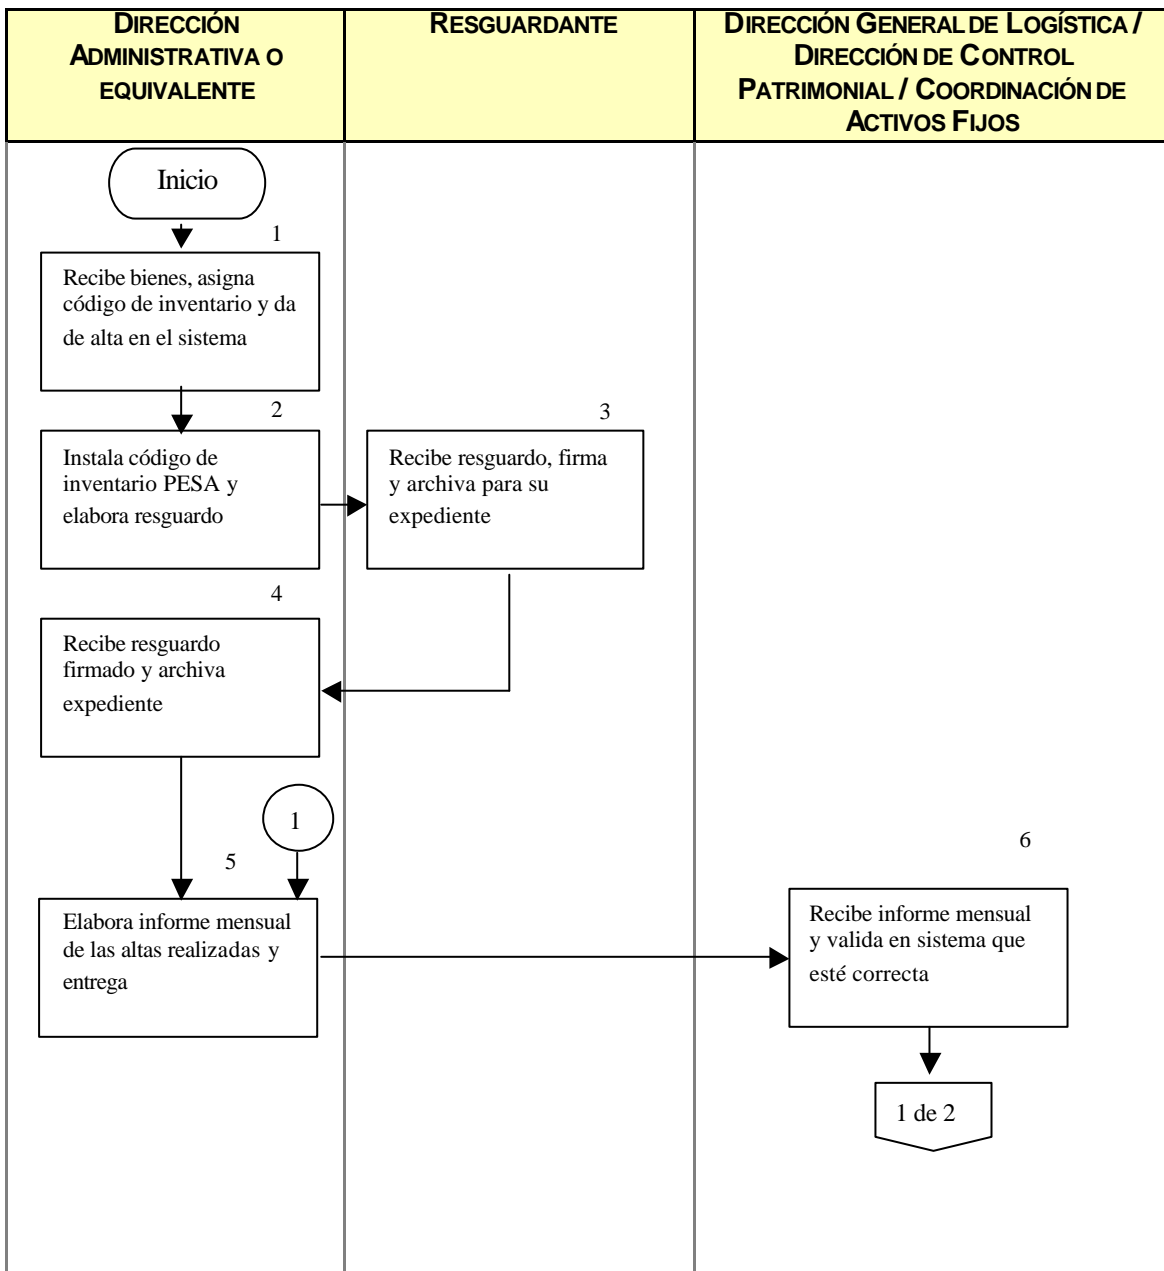 DIRECCIÓN
ADMINISTRATIVA O
EQUIVALENTE
RESGUARDANTE
DIRECCIÓN GENERAL DE LOGÍSTICA /
DIRECCIÓN DE CONTROL
PATRIMONIAL / COORDINACIÓN DE
ACTIVOS FIJOS
Inicio
1
Recibe bienes, asigna
código de inventario y da
de alta en el sistema
2
Instala código de
inventario PESA y
elabora resguardo
3
Recibe resguardo, firma
y archiva para su
expediente
4
Recibe resguardo
firmado y archiva
expediente
1
5
Elabora informe mensual
de las altas realizadas y
entrega
6
Recibe informe mensual
y valida en sistema que
esté correcta
1 de 2